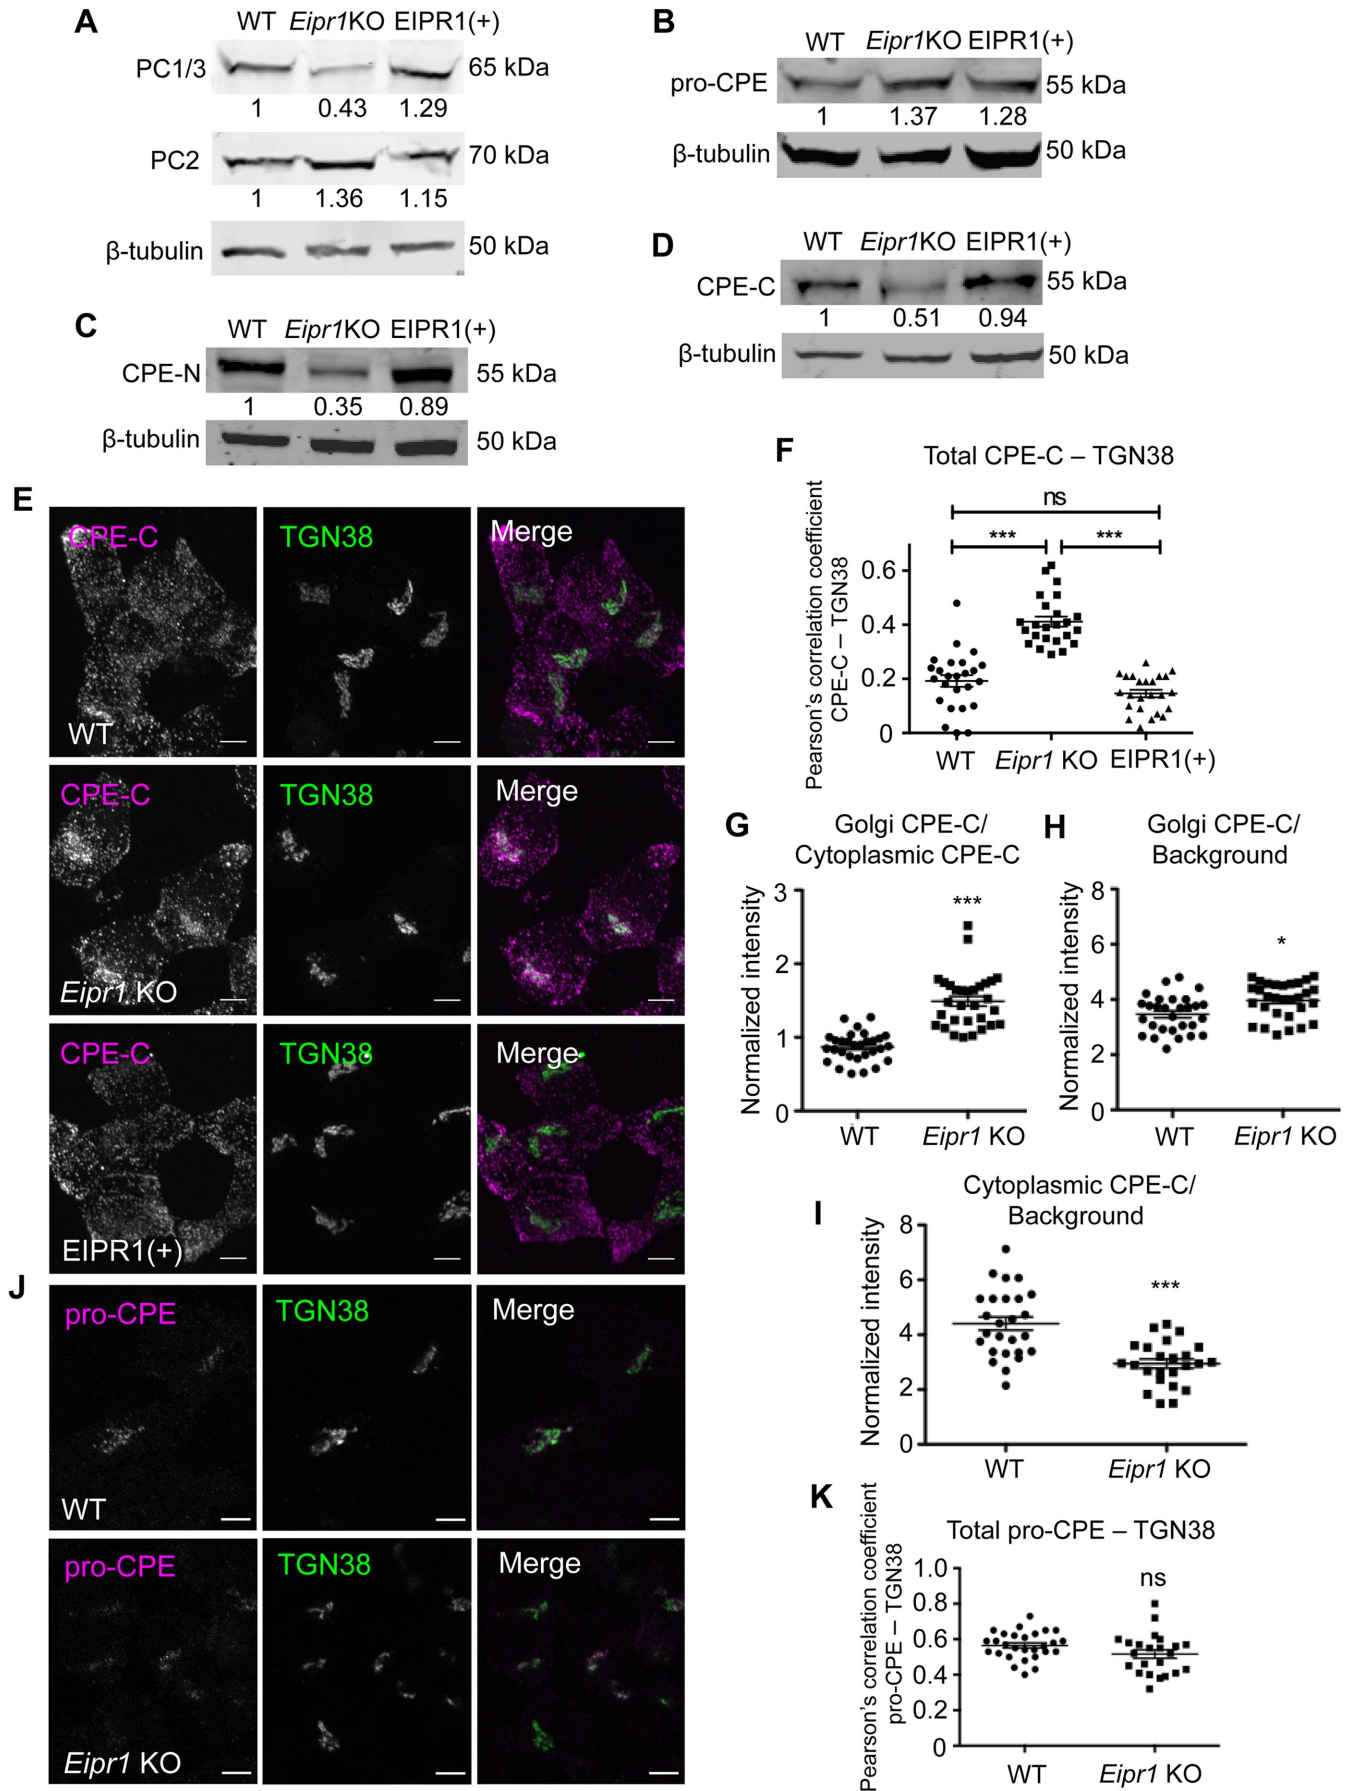 A
WT Eipr1KO EIPR1(+)
PC1/3 65 kDa
1 0.43 1.29
PC2 70 kDa
1 1.36 1.15
β-tubulin 50 kDa
B
WT Eipr1KO EIPR1(+)
pro-CPE 55 kDa
1 1.37 1.28
β-tubulin 50 kDa
C
WT Eipr1KO EIPR1(+)
CPE-N 55 kDa
1 0.35 0.89
β-tubulin 50 kDa
D
WT Eipr1KO EIPR1(+)
CPE-C 55 kDa
1 0.51 0.94
β-tubulin 50 kDa
E
CPE-C TGN38 Merge
WT
CPE-C TGN38 Merge
Eipr1 KO
CPE-C TGN38 Merge
EIPR1(+)
F
Total CPE-C – TGN38
Pearson's correlation coefficient
CPE-C – TGN38
ns
*** ***
0.6
0.4
0.2
0
WT Eipr1 KO EIPR1(+)
G
Golgi CPE-C/
Cytoplasmic CPE-C
Normalized intensity
***
3
2
1
0
WT Eipr1 KO
H
Golgi CPE-C/
Background
Normalized intensity
*
8
6
4
2
0
WT Eipr1 KO
I
Cytoplasmic CPE-C/
Background
Normalized intensity
***
8
6
4
2
0
WT Eipr1 KO
J
pro-CPE TGN38 Merge
WT
pro-CPE TGN38 Merge
Eipr1 KO
K
Total pro-CPE – TGN38
Pearson's correlation coefficient
pro-CPE – TGN38
ns
1.0
0.8
0.6
0.4
0.2
0
WT Eipr1 KO